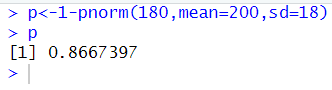 > p<-1-pnorm(180,mean=200,sd=18)
> p
[1] 0.8667397
>